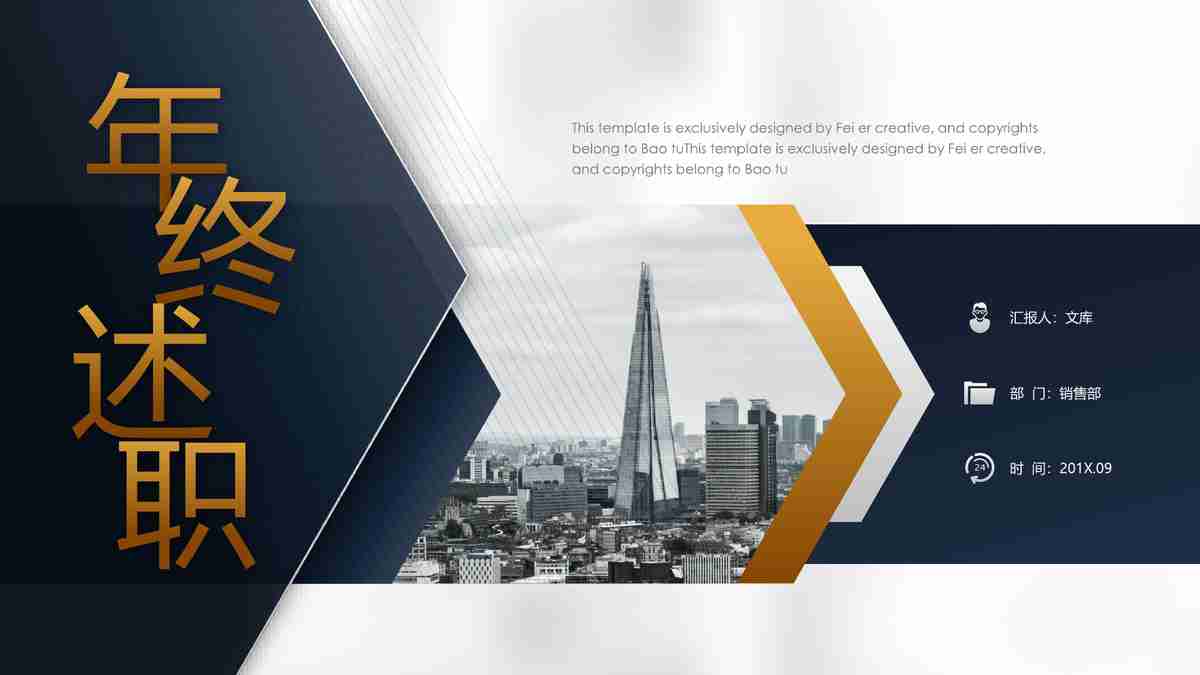 年终述职
This template is exclusively designed by Fei er creative, and copyrights
belong to Bao tuThis template is exclusively designed by Fei er creative,
and copyrights belong to Bao tu
汇报人：文库
部 门：销售部
24
时 间：201X.09